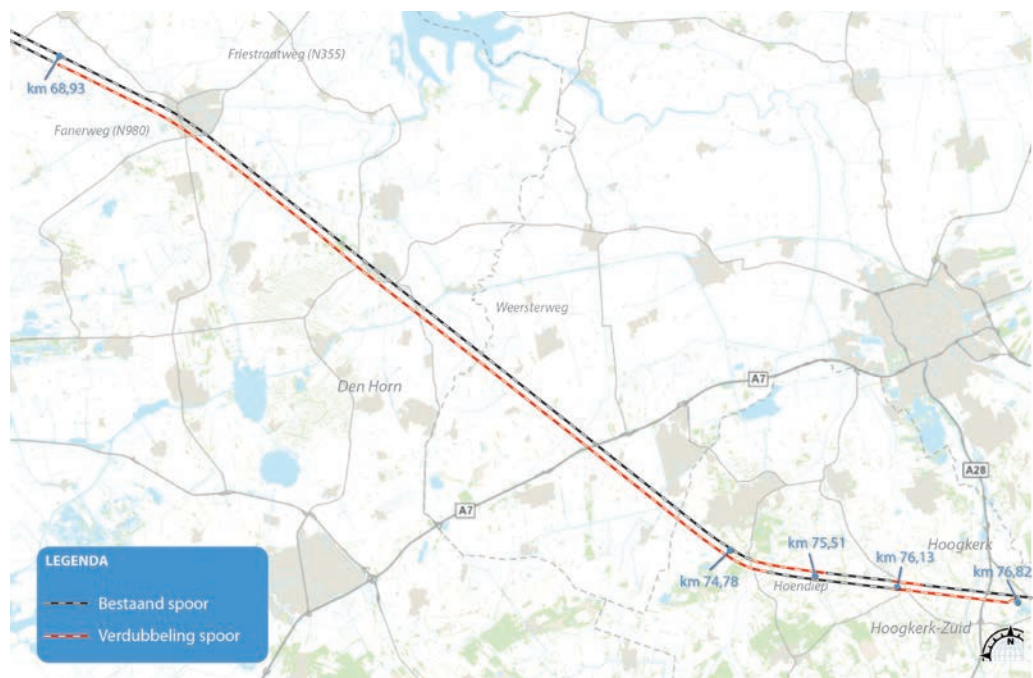 Friestraatweg (N355)
km 68,93
Fanerweg (N980)
Weersterweg
Den Horn
A7
A7
A28
km 75,51
km 76,13
Hoogkerk
km 74,78
Hoendiep
km 76,82
Hoogkerk-Zuid
N
LEGENDA
Bestaand spoor
Verdubbeling spoor